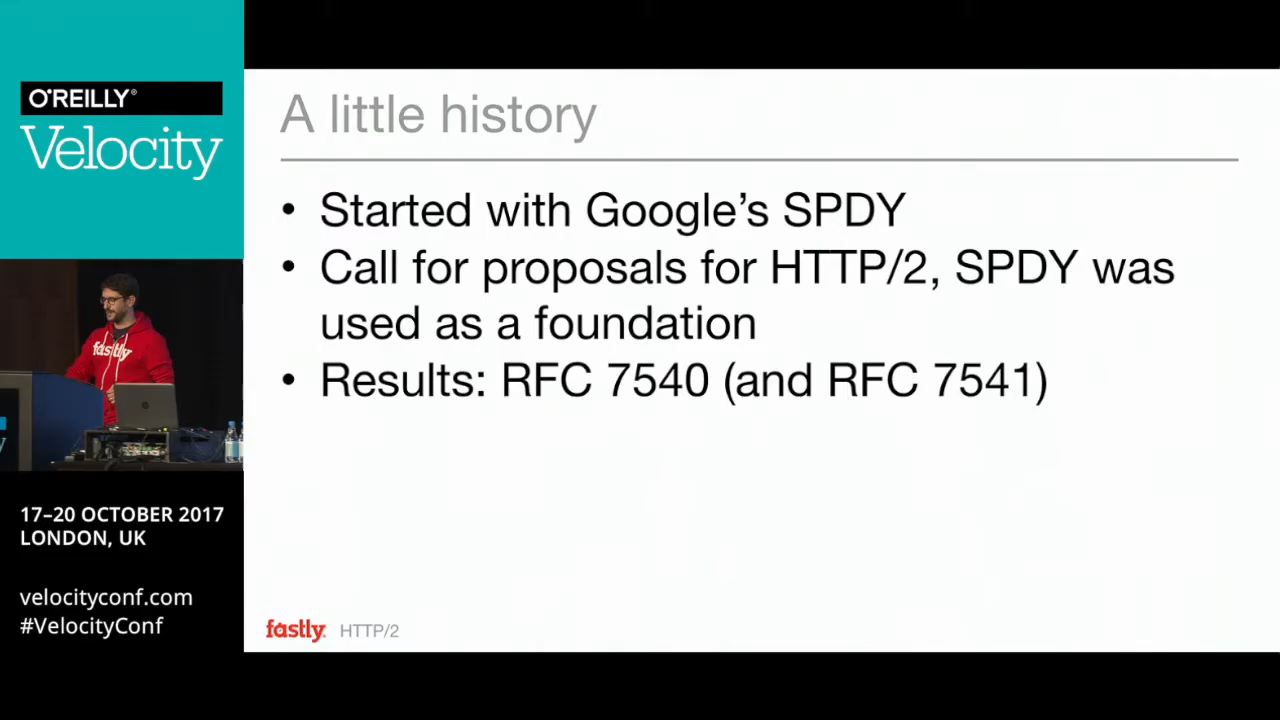 O'REILLY®
Velocity
A little history
• Started with Google's SPDY
• Call for proposals for HTTP/2, SPDY was
used as a foundation
• Results: RFC 7540 (and RFC 7541)
fastly
17–20 OCTOBER 2017
LONDON, UK
velocityconf.com
#VelocityConf
fastly HTTP/2